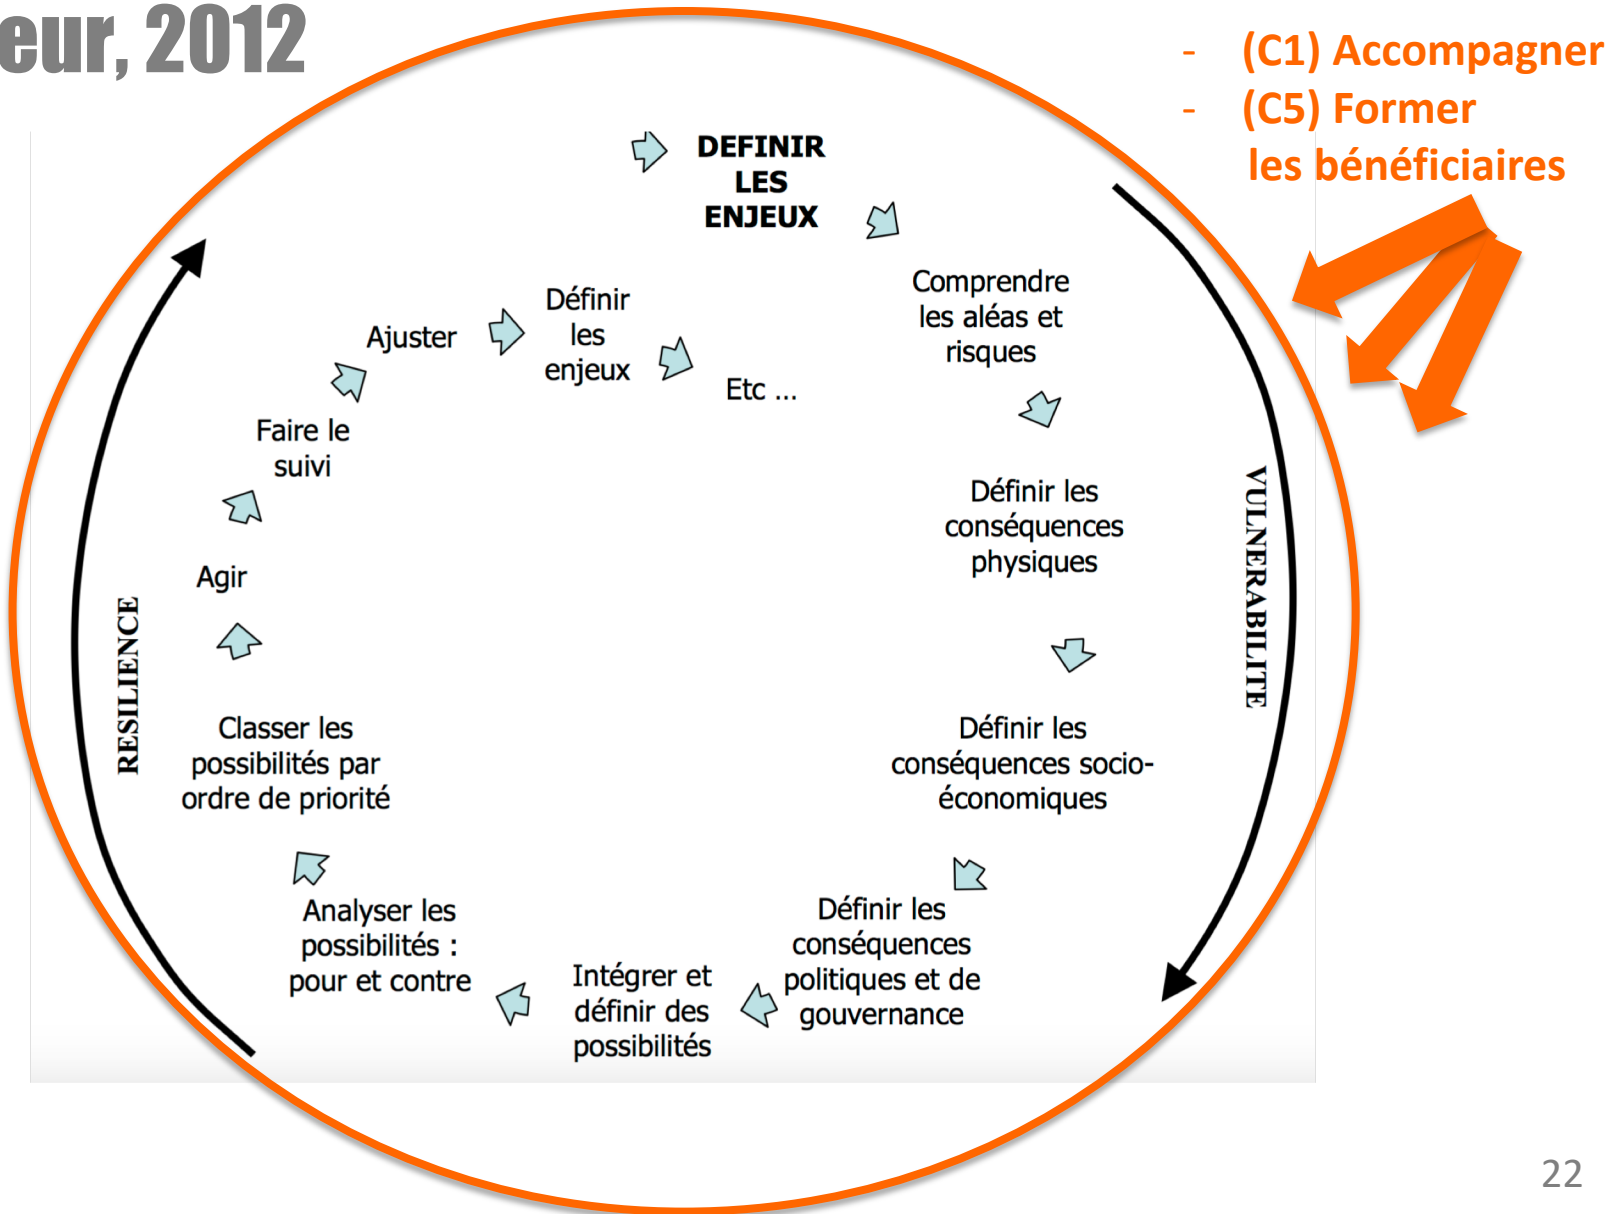 eur, 2012
- (C1) Accompagner
- (C5) Former
les bénéficiaires
DEFINIR
LES
ENJEUX
Comprendre
les aléas et
risques
Définir les
conséquences
physiques
Définir les
conséquences socio-
économiques
Définir les
conséquences
politiques et de
gouvernance
Intégrer et
définir des
possibilités
Analyser les
possibilités :
pour et contre
Classer les
possibilités par
ordre de priorité
Agir
Faire le
suivi
Ajuster
Définir
les
enjeux
Etc ...
VULNERABILITE
RESILIENCE
22